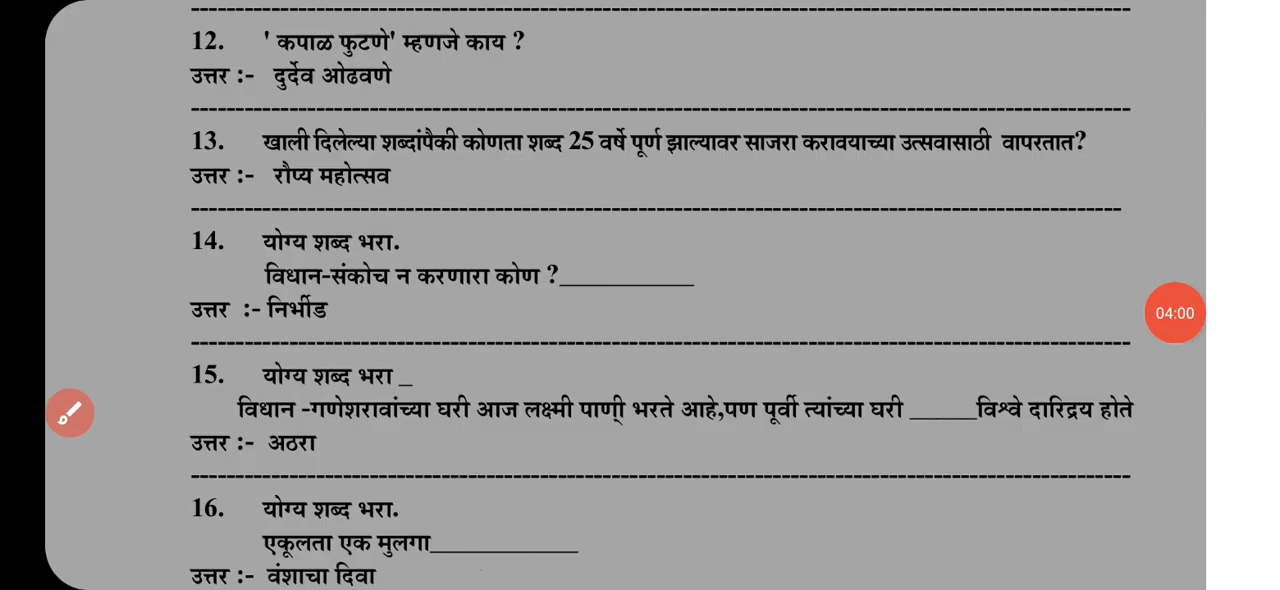 12. ' कपाळ फुटणे' म्हणजे काय ?
उत्तर :- दुर्देव ओढवणे
13. खाली दिलेल्या शब्दांपैकी कोणता शब्द 25 वर्षे पूर्ण झाल्यावर साजरा करावयाच्या उत्सवासाठी वापरतात?
उत्तर :- रौप्य महोत्सव
14. योग्य शब्द भरा.
विधान-संकोच न करणारा कोण ?__________
उत्तर :- निर्भीड
04:00
15. योग्य शब्द भरा _
विधान -गणेशरावांच्या घरी आज लक्ष्मी पाणी् भरते आहे,पण पूर्वी त्यांच्या घरी _____विश्वे दारिद्रय होते
उत्तर :- अठरा
16. योग्य शब्द भरा.
एकूलता एक मुलगा___________
उत्तर :- वंशाचा दिवा